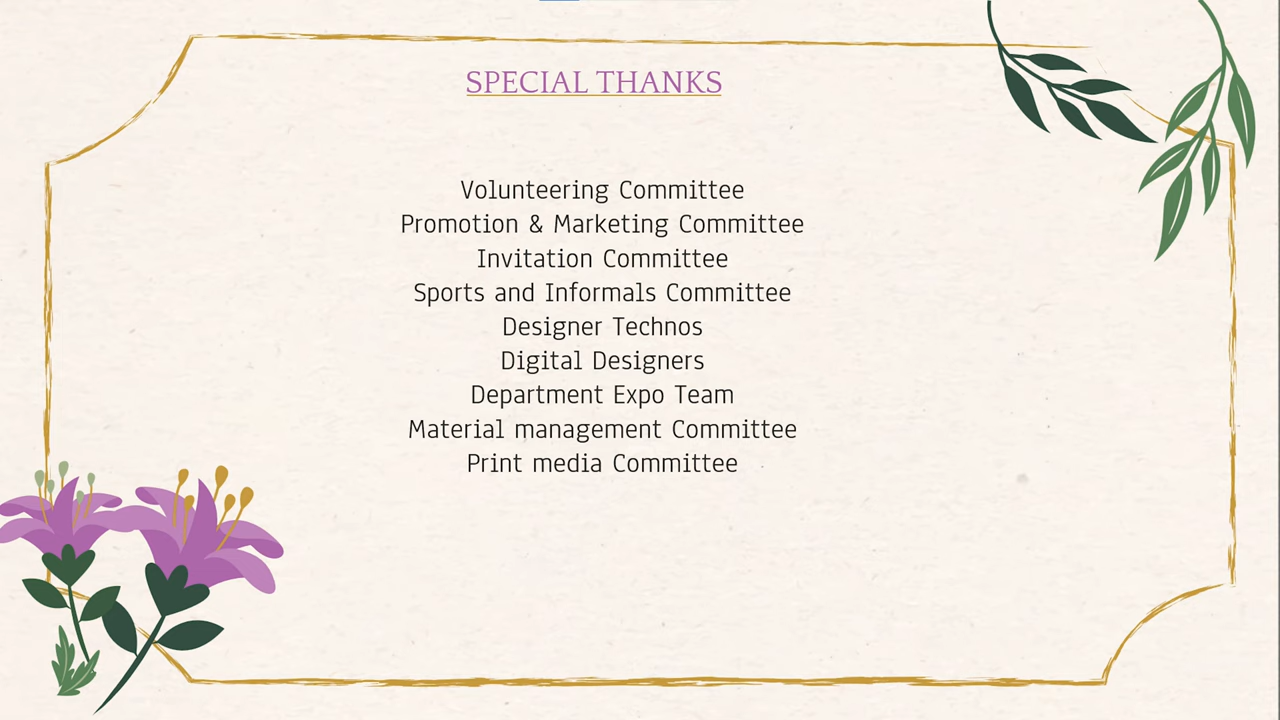 SPECIAL THANKS
Volunteering Committee
Promotion & Marketing Committee
Invitation Committee
Sports and Informals Committee
Designer Technos
Digital Designers
Department Expo Team
Material management Committee
Print media Committee